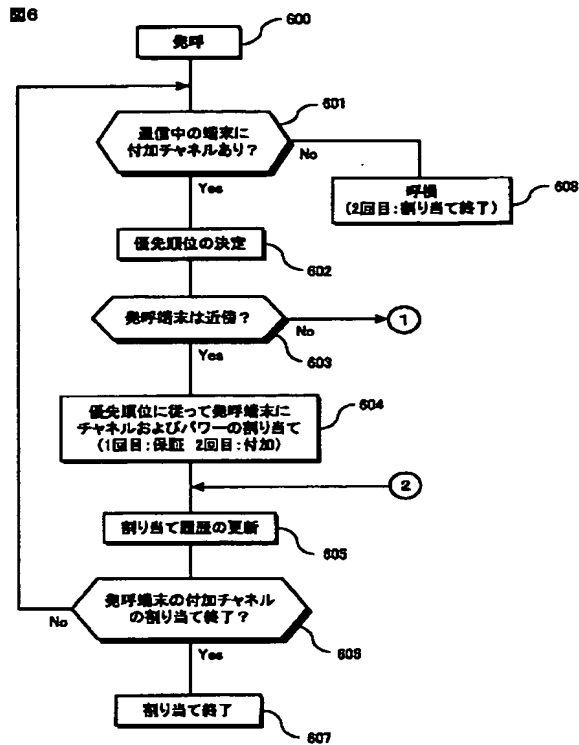 図6
発呼
600
通信中の端末に
付加チャネルあり？
601
No
Yes
呼損
(2回目：割り当て終了)
608
優先順位の決定
602
発呼端末は近傍？
603
No
1
Yes
優先順位に従って発呼端末に
チャネルおよびパワーの割り当て
(1回目：保証 2回目：付加)
604
2
割り当て履歴の更新
605
発呼端末の付加チャネル
の割り当て終了？
606
No
Yes
割り当て終了
607